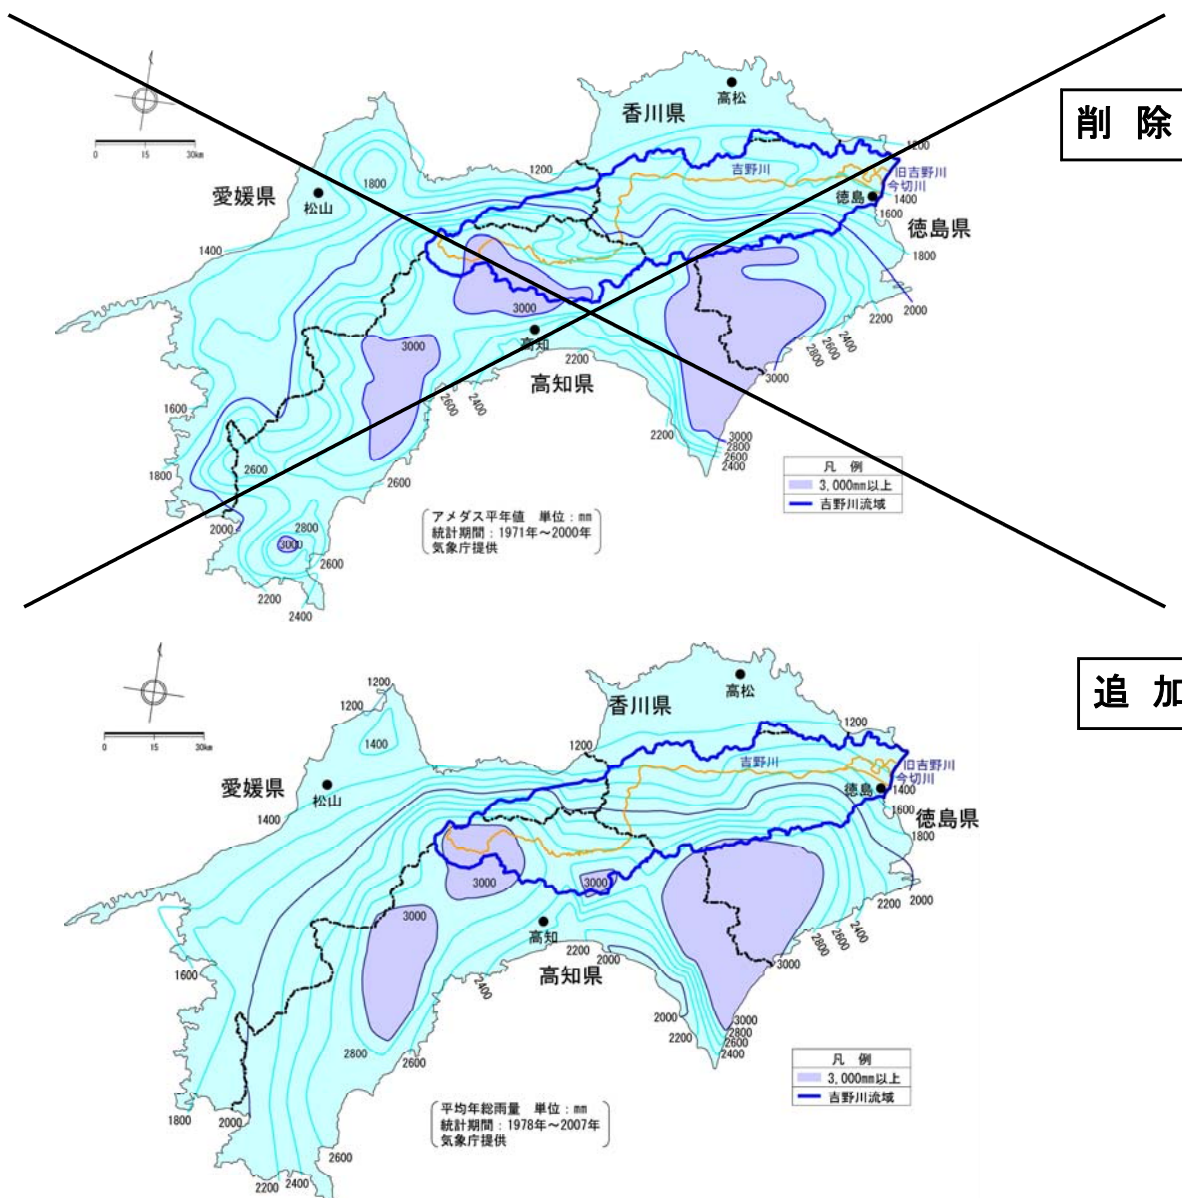 削 除
高松
香川県
0 15 30km
1200
1200
1800
吉野川
旧吉野川
今切川
愛媛県
松山
徳島
1400
1600
徳島県
1400
1800
2000
3000
2200
3000
高知
2200
2400
2600
2800
高知県
3000
2600
2400
1600
2200
3000
2800
2600
2400
1800
2600
2600
凡 例
3,000mm以上
吉野川流域
2000
2800
3000
2600
アメダス平年値 単位:mm
統計期間:1971年~2000年
気象庁提供
2200
2400
追 加
高松
香川県
1200
1200
1400
0 15 30km
1200
1200
吉野川
旧吉野川
今切川
愛媛県
松山
徳島
1400
1600
1400
徳島県
1800
3000
3000
2000
2200
3000
高知
2400
2600
2800
2200
2000
高知県
3000
1600
2400
2000
2200
3000
2800
2600
2400
2800
2600
凡 例
3,000mm以上
吉野川流域
1800
2000
平均年総雨量 単位:mm
統計期間:1978年~2007年
気象庁提供
2600
2200
2400